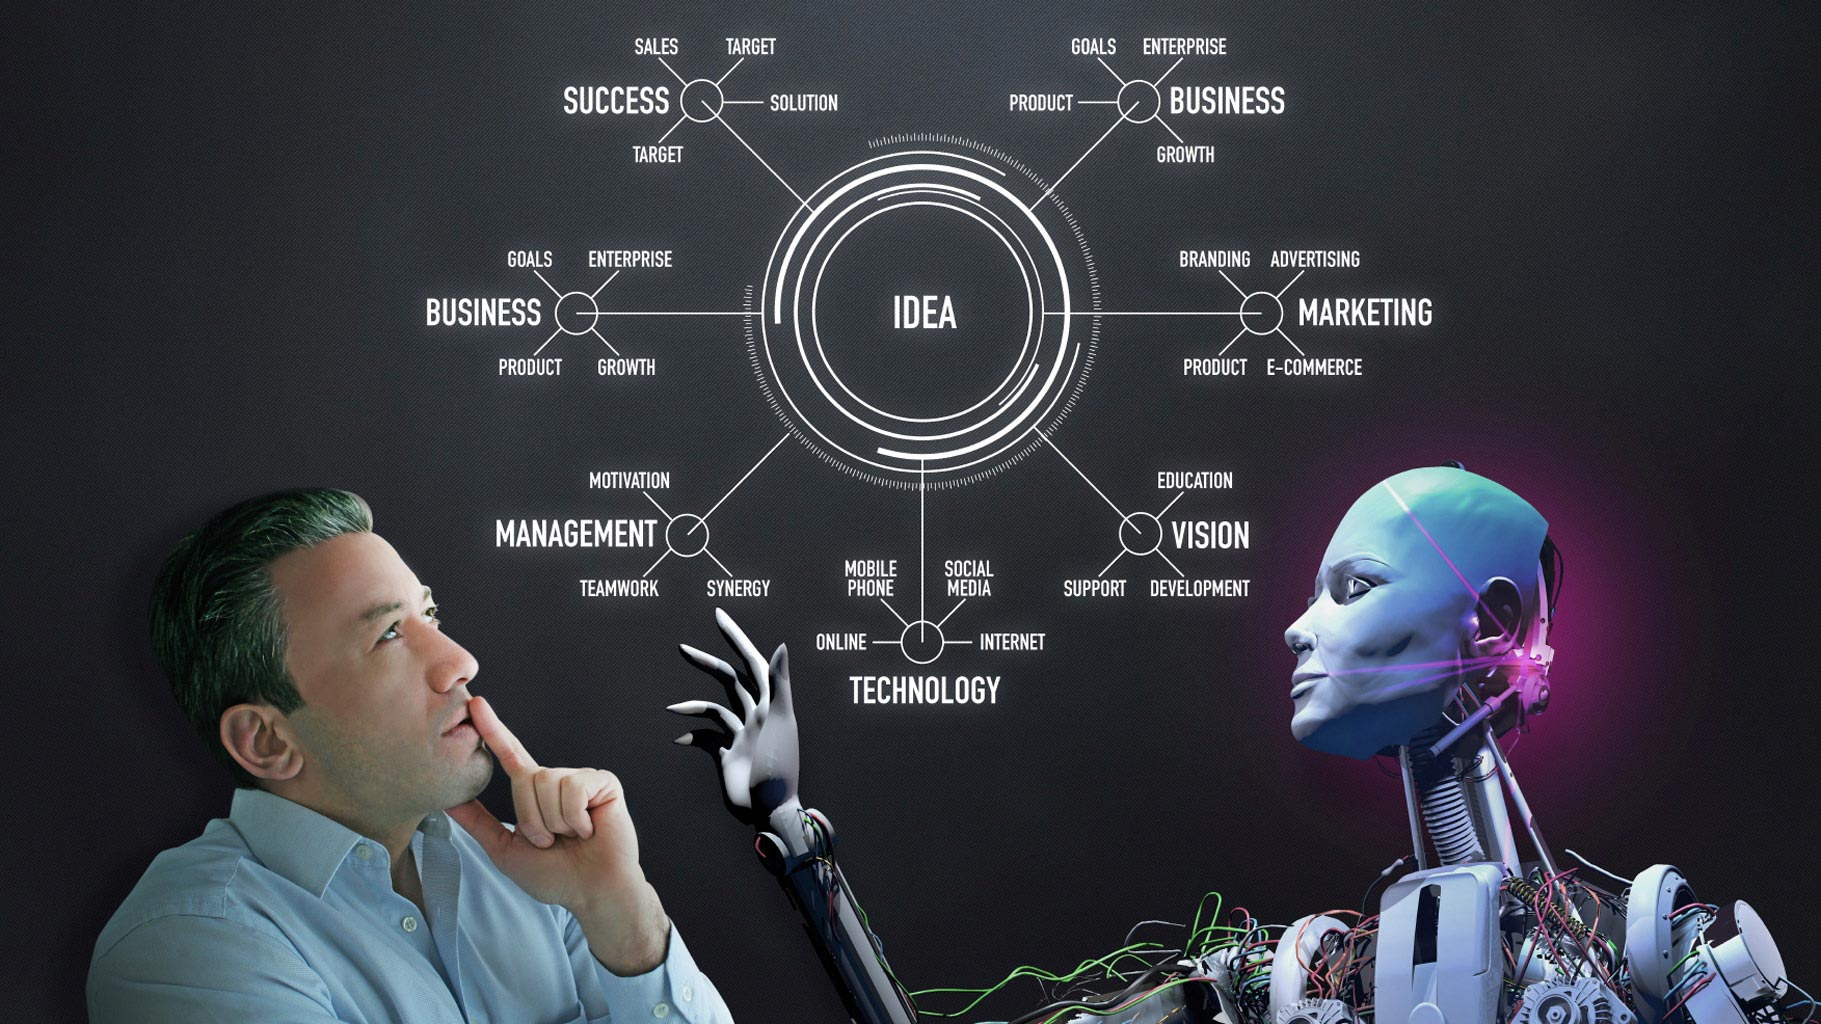 SALES
TARGET
SUCCESS
SOLUTION
TARGET
GOALS
ENTERPRISE
PRODUCT
BUSINESS
GROWTH
GOALS
ENTERPRISE
BUSINESS
PRODUCT
GROWTH
IDEA
BRANDING
ADVERTISING
MARKETING
PRODUCT
E-COMMERCE
MOTIVATION
MANAGEMENT
TEAMWORK
SYNERGY
MOBILE
PHONE
SOCIAL
MEDIA
ONLINE
INTERNET
TECHNOLOGY
EDUCATION
VISION
SUPPORT
DEVELOPMENT